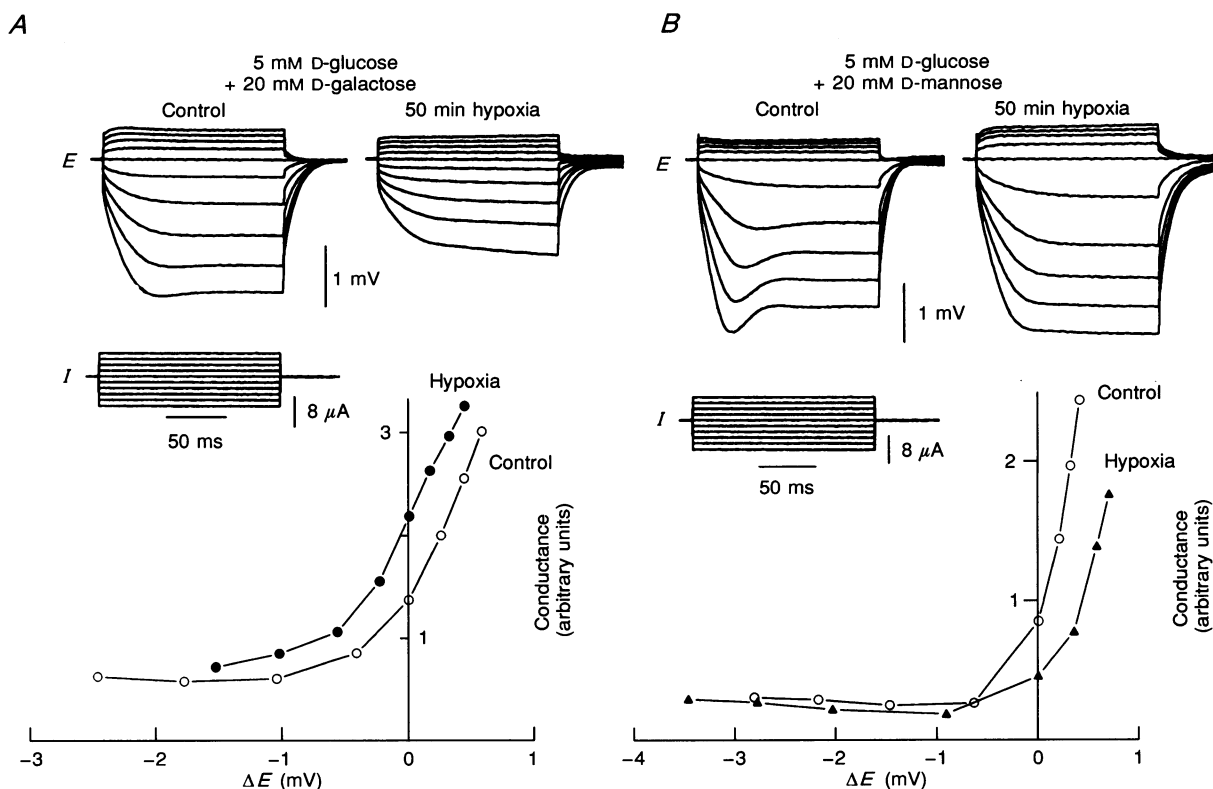 A
5 mM D-glucose
+ 20 mM D-galactose
Control
50 min hypoxia
E
1 mV
I
8 μA
50 ms
Hypoxia
Control
3
1
Conductance
(arbitrary units)
−3
−2
−1
0
1
ΔE (mV)
B
5 mM D-glucose
+ 20 mM D-mannose
Control
50 min hypoxia
E
1 mV
I
8 μA
50 ms
Control
Hypoxia
2
1
Conductance
(arbitrary units)
−4
−3
−2
−1
0
1
ΔE (mV)